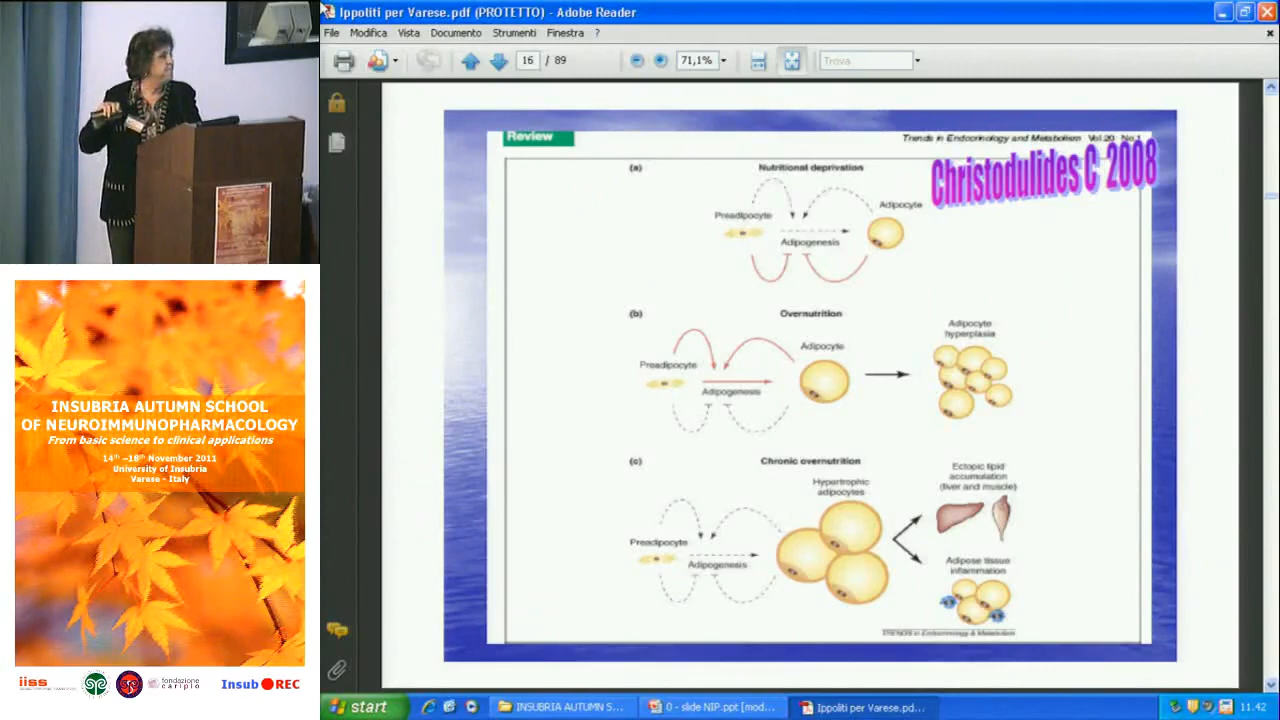 Ippoliti per Varese.pdf (PROTETTO) - Adobe Reader
File Modifica Vista Documento Strumenti Finestra ?
16 / 89 71,1% Trova
Review
Trends in Endocrinology and Metabolism Vol.20 No.1
Christodulides C 2008
(a) Nutritional deprivation
Preadipocyte
Adipocyte
Adipogenesis
(b) Overnutrition
Preadipocyte
Adipocyte
Adipogenesis
Adipocyte
hyperplasia
(c) Chronic overnutrition
Hypertrophic
adipocytes
Preadipocyte
Adipogenesis
Ectopic lipid
accumulation
(liver and muscle)
Adipose tissue
inflammation
TRENDS in Endocrinology & Metabolism
INSUBRIA AUTUMN SCHOOL
OF NEUROIMMUNOPHARMACOLOGY
From basic science to clinical applications
14th –18th November 2011
University of Insubria
Varese - Italy
iiss
fondazione
cariplo
Insub REC
start
INSUBRIA AUTUMN S...
0 - slide NIP.ppt [mod...
Ippoliti per Varese.pd...
11.42